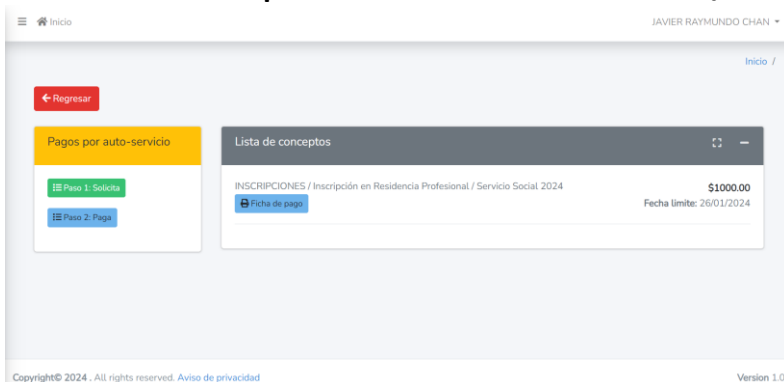 Inicio
JAVIER RAYMUNDO CHAN
Inicio /
Regresar
Pagos por auto-servicio
Lista de conceptos
Paso 1: Solicita
Paso 2: Paga
INSCRIPCIONES / Inscripción en Residencia Profesional / Servicio Social 2024
Ficha de pago
$1000.00
Fecha límite: 26/01/2024
Copyright© 2024 . All rights reserved. Aviso de privacidad
Version 1.0